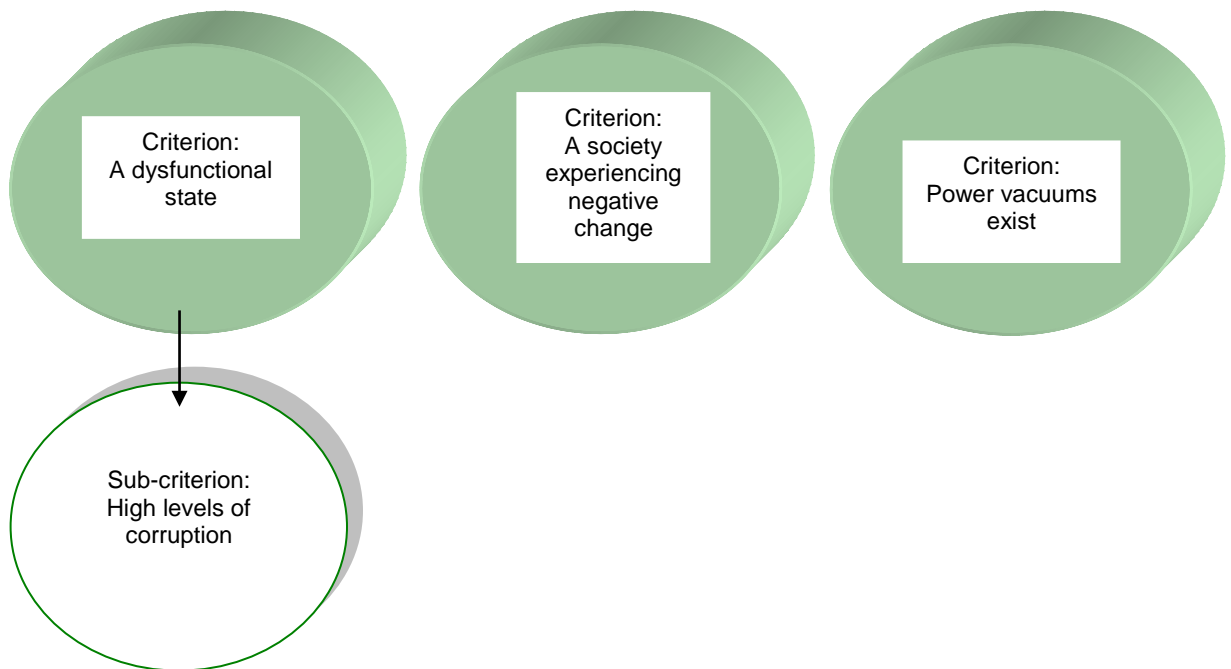 Criterion:
A dysfunctional
state
Criterion:
A society
experiencing
negative
change
Criterion:
Power vacuums
exist
Sub-criterion:
High levels of
corruption